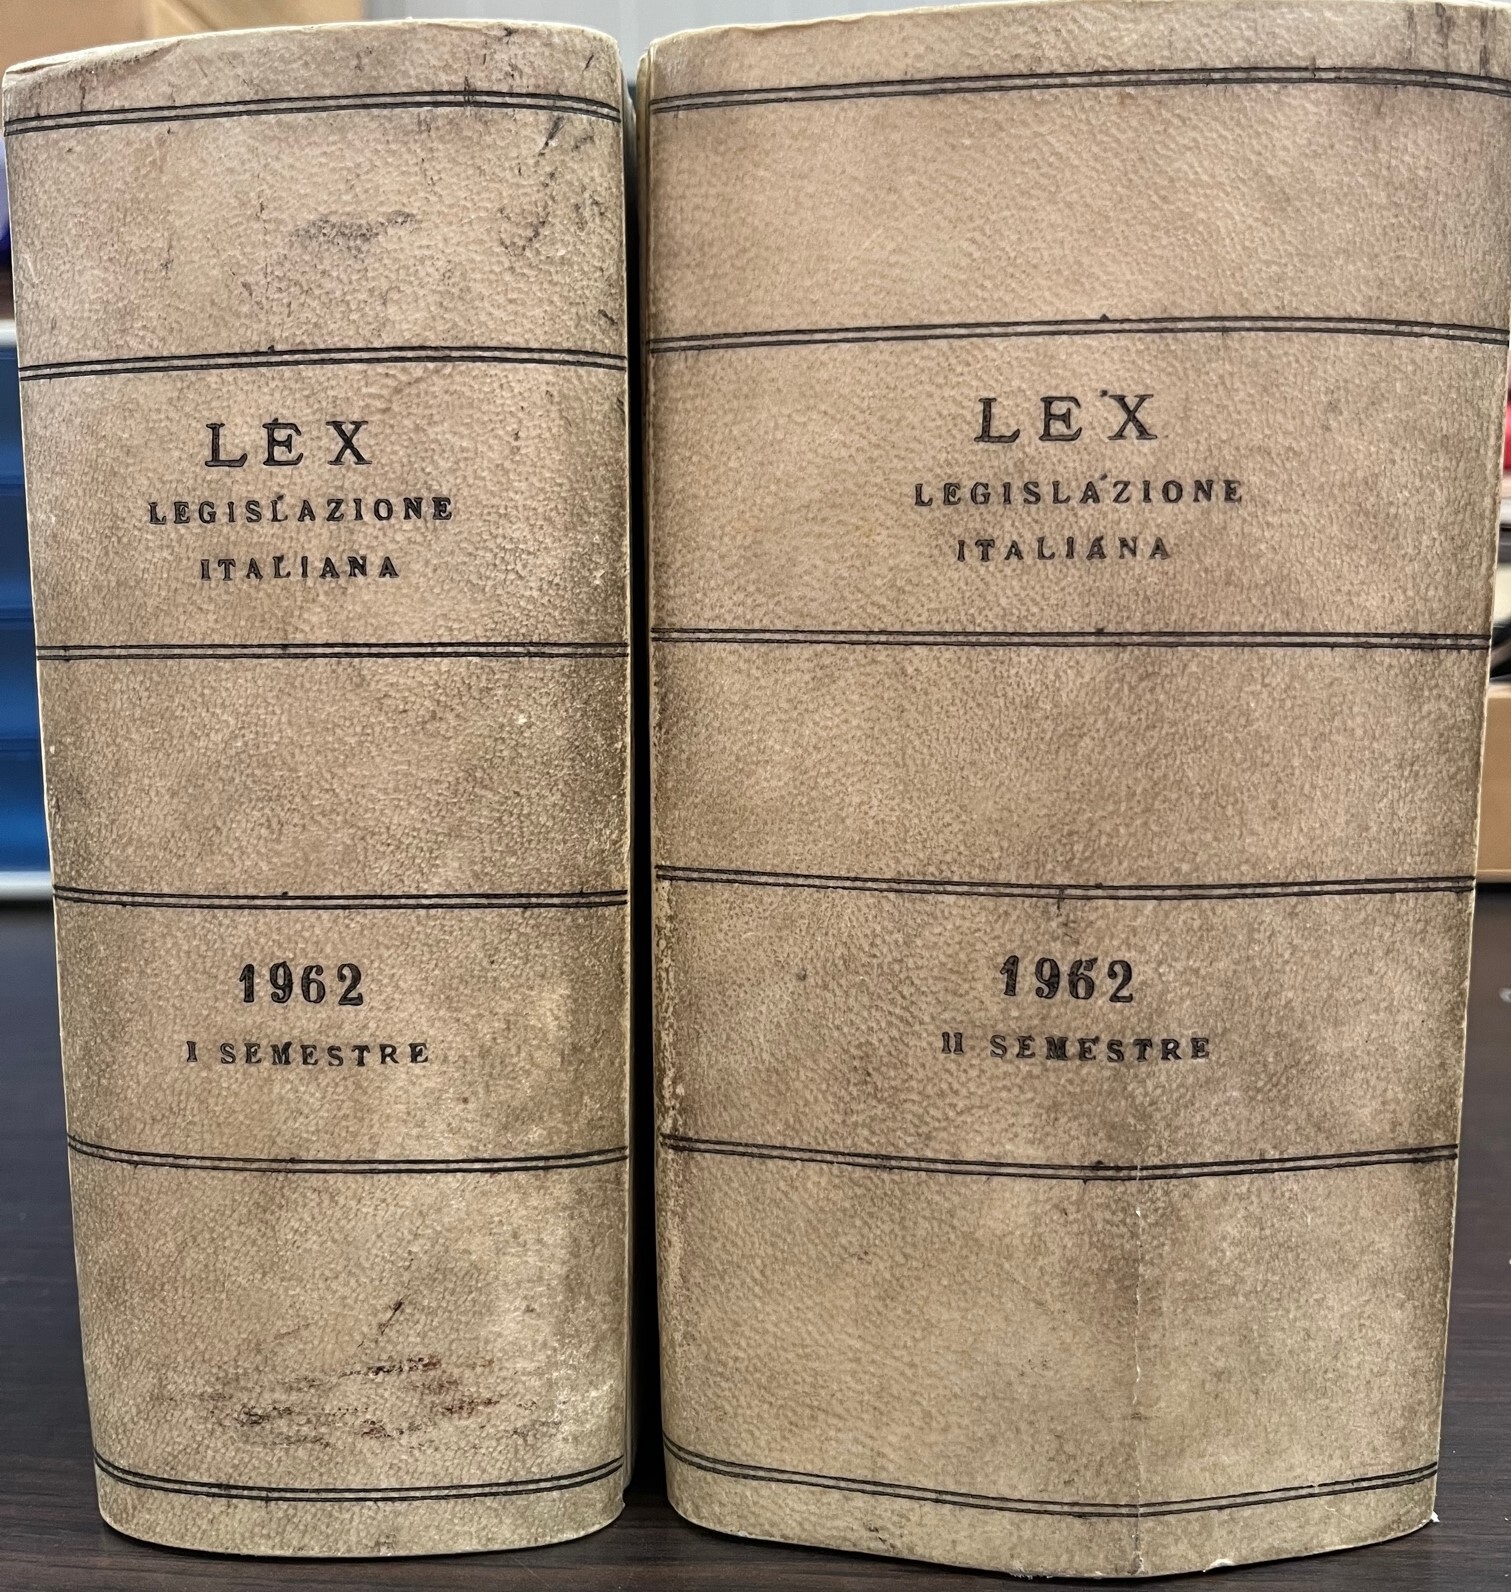 LEX
LEGISLAZIONE
ITALIANA
1962
I SEMESTRE
LEX
LEGISLAZIONE
ITALIANA
1962
II SEMESTRE